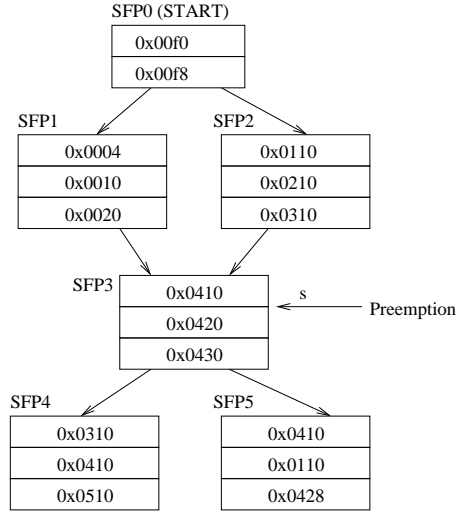 SFP0 (START)
0x00f0
0x00f8
SFP1
0x0004
0x0010
0x0020
SFP2
0x0110
0x0210
0x0310
SFP3
0x0410
0x0420
0x0430
s
Preemption
SFP4
0x0310
0x0410
0x0510
SFP5
0x0410
0x0110
0x0428